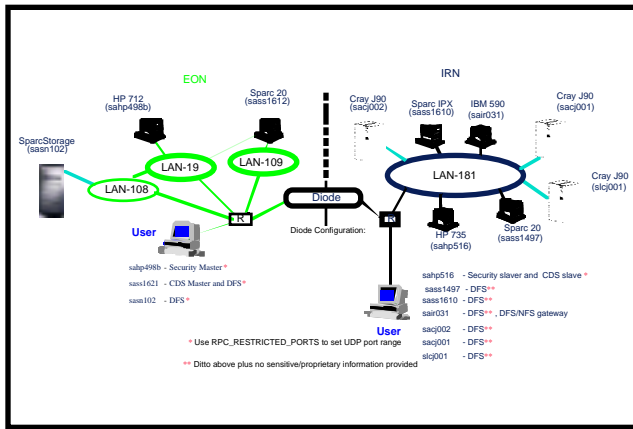 EON
IRN
HP 712
(sahp498b)
Sparc 20
(sass1612)
Cray J90
(sacj002)
Sparc IPX
(sass1610)
IBM 590
(sair031)
Cray J90
(sacj001)
SparcStorage
(sasn102)
LAN-19
LAN-109
LAN-108
LAN-181
Cray J90
(slcj001)
Diode
R
R
User
Diode Configuration:
HP 735
(sahp516)
Sparc 20
(sass1497)
sahp498b - Security Master *
sass1621 - CDS Master and DFS *
sasn102 - DFS *
User
sahp516 - Security slaver and CDS slave *
sass1497 - DFS **
sass1610 - DFS **
sair031 - DFS ** , DFS/NFS gateway
sacj002 - DFS **
sacj001 - DFS **
slcj001 - DFS **
* Use RPC_RESTRICTED_PORTS to set UDP port range
** Ditto above plus no sensitive/proprietary information provided